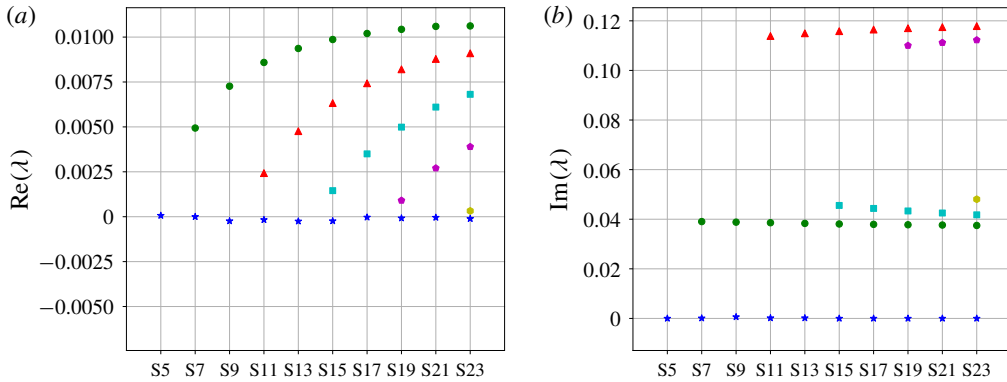 (a)
0.0100
0.0075
0.0050
0.0025
0
−0.0025
−0.0050
Re(λ)
S5 S7 S9 S11 S13 S15 S17 S19 S21 S23
(b)
0.12
0.10
0.08
0.06
0.04
0.02
0
Im(λ)
S5 S7 S9 S11 S13 S15 S17 S19 S21 S23